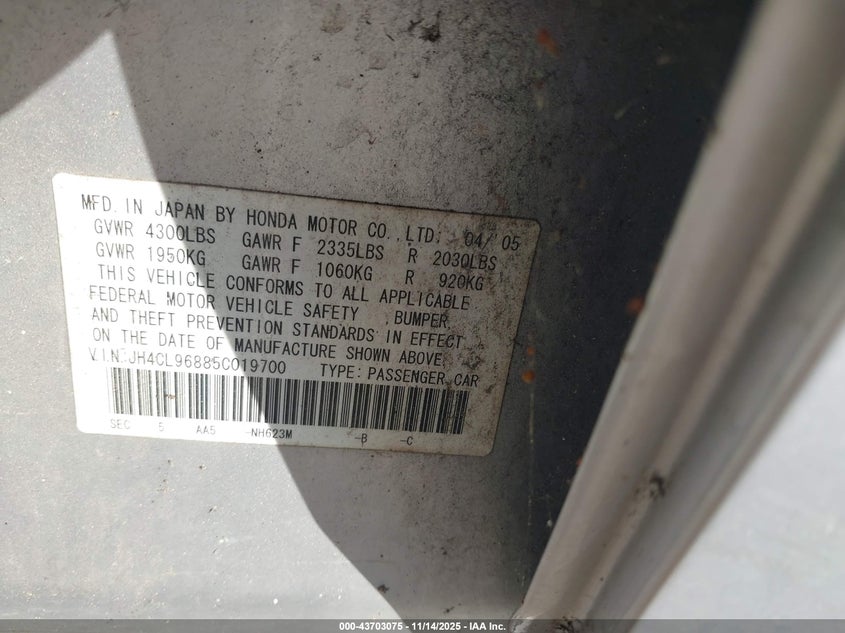 MFD. IN JAPAN BY HONDA MOTOR CO.,LTD. 04/ 05
GVWR 4300LBS GAWR F 2335LBS R 2030LBS
GVWR 1950KG GAWR F 1060KG R 920KG
THIS VEHICLE CONFORMS TO ALL APPLICABLE
FEDERAL MOTOR VEHICLE SAFETY ,BUMPER
AND THEFT PREVENTION STANDARDS IN EFFECT
ON THE DATE OF MANUFACTURE SHOWN ABOVE.
V.I.N:JH4CL96885C019700 TYPE: PASSENGER CAR
SEC 5 AA5 -NH623M -B -C
000-43703075 — 11/14/2025 — IAA Inc.